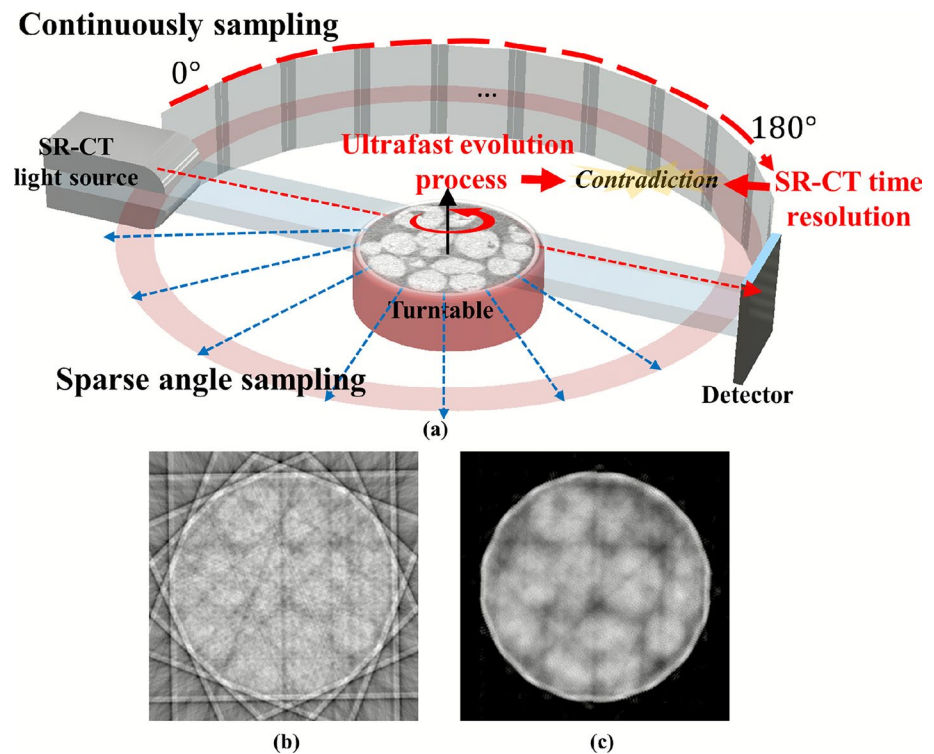 Continuously sampling
0°
...
180°
SR-CT
light source
Ultrafast evolution
process
Contradiction
SR-CT time
resolution
Turntable
Sparse angle sampling
Detector
(a)
(b)
(c)